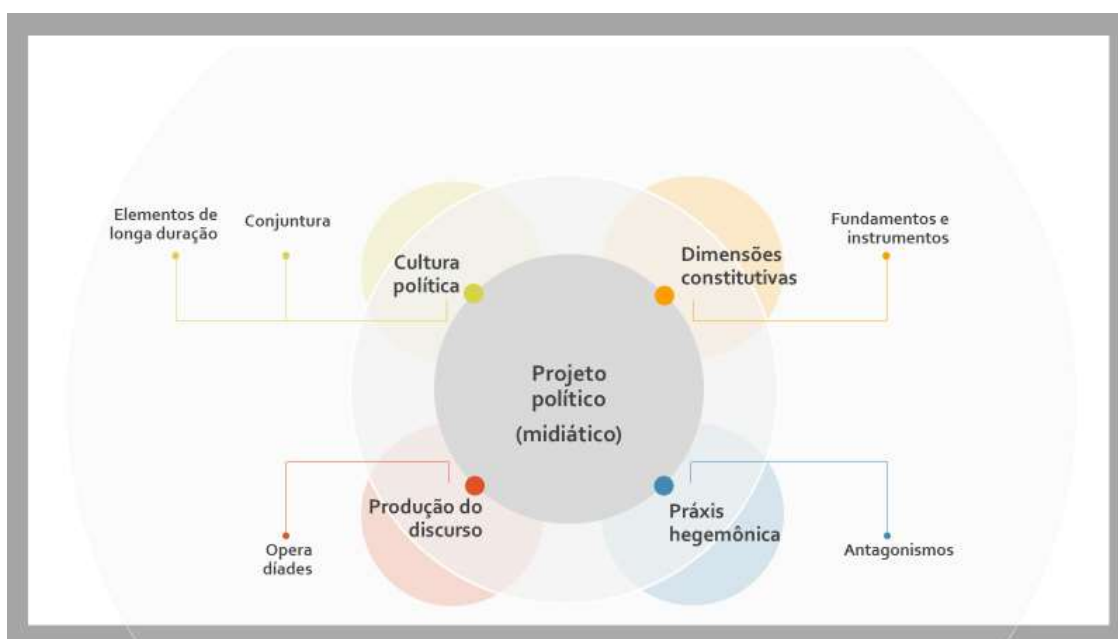 Elementos de
longa duração
Conjuntura
Cultura
política
Dimensões
constitutivas
Fundamentos e
instrumentos
Projeto
político
(midiático)
Produção do
discurso
Opera
díades
Práxis
hegemônica
Antagonismos